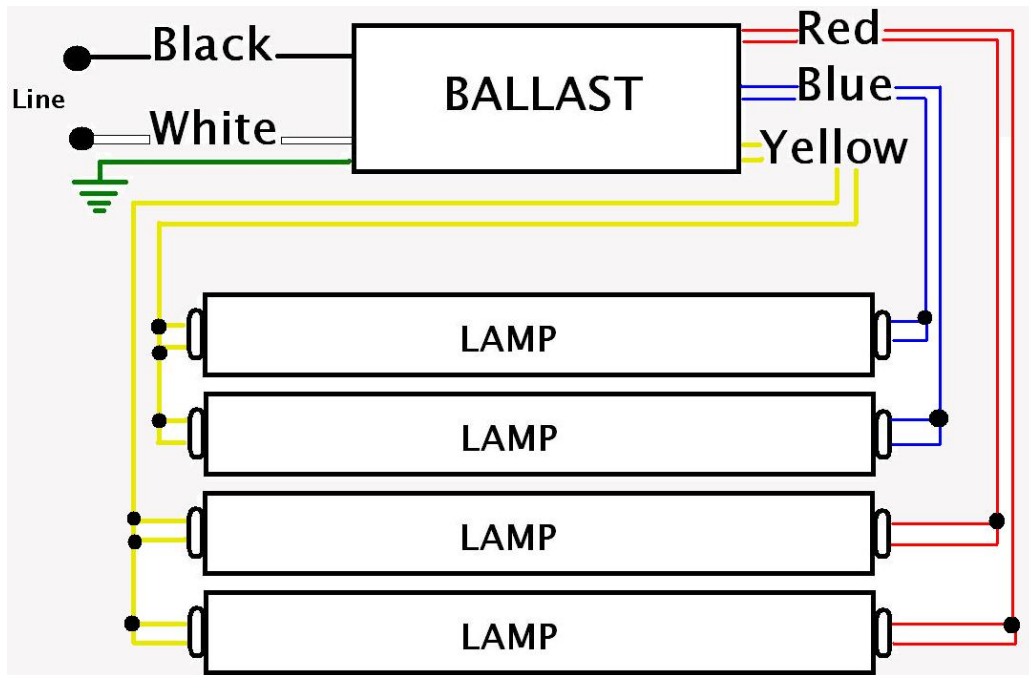 Black
Red
Line
BALLAST
Blue
White
Yellow
LAMP
LAMP
LAMP
LAMP